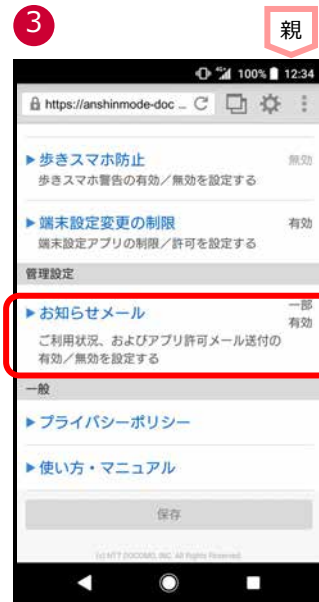 3
親
100% 12:34
https://anshinmode-doc ...
歩きスマホ防止
無効
歩きスマホ警告の有効/無効を設定する
端末設定変更の制限
有効
端末設定アプリの制限/許可を設定する
管理設定
お知らせメール
一部
有効
ご利用状況、およびアプリ許可メール送付の
有効/無効を設定する
一般
プライバシーポリシー
使い方・マニュアル
保存
(c) NTT DOCOMO, INC. All Rights Reserved.